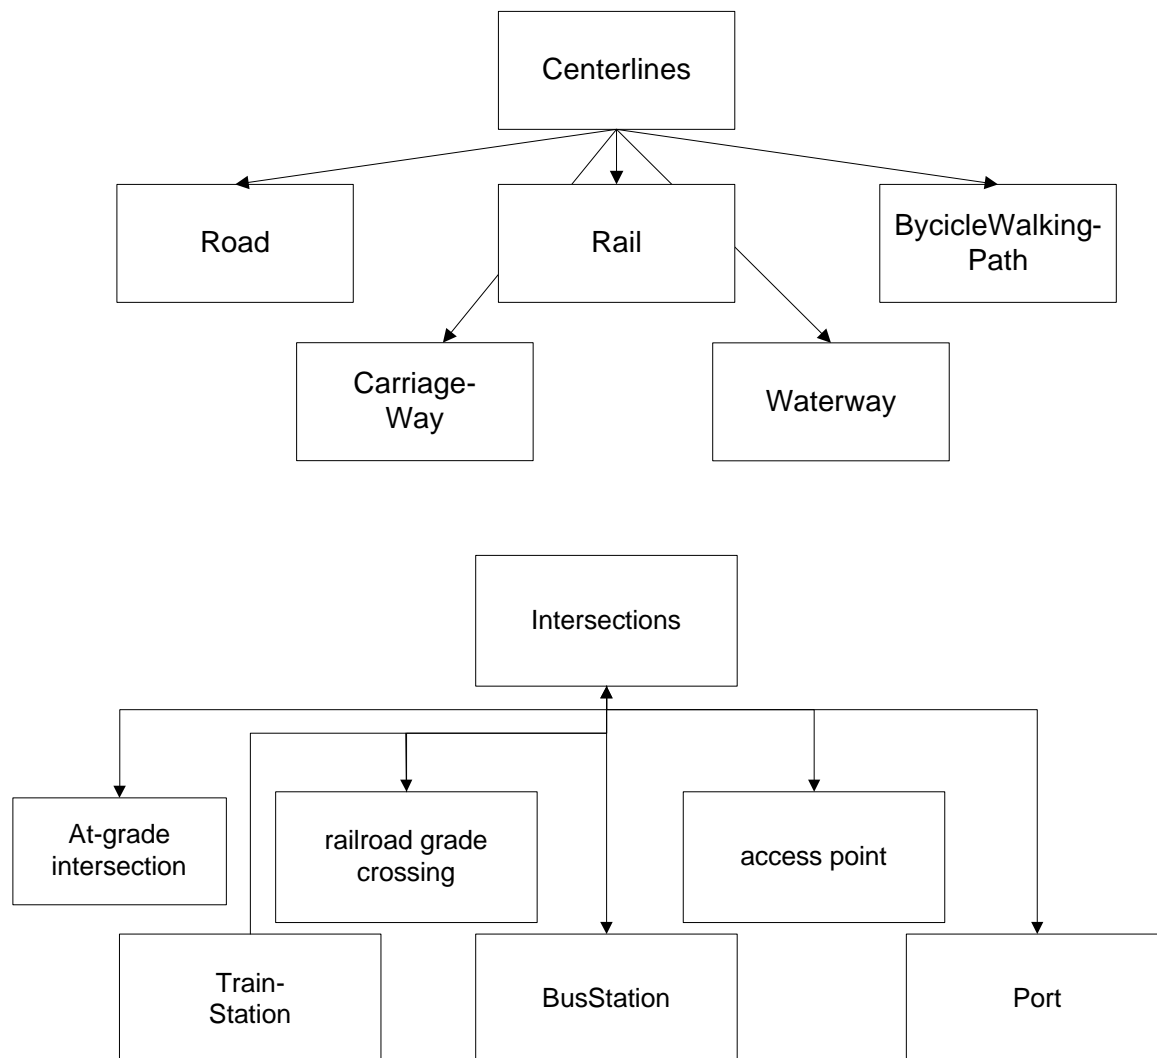 Centerlines
Road
Rail
BycicleWalking-
Path
Carriage-
Way
Waterway
Intersections
At-grade
intersection
railroad grade
crossing
access point
Train-
Station
BusStation
Port